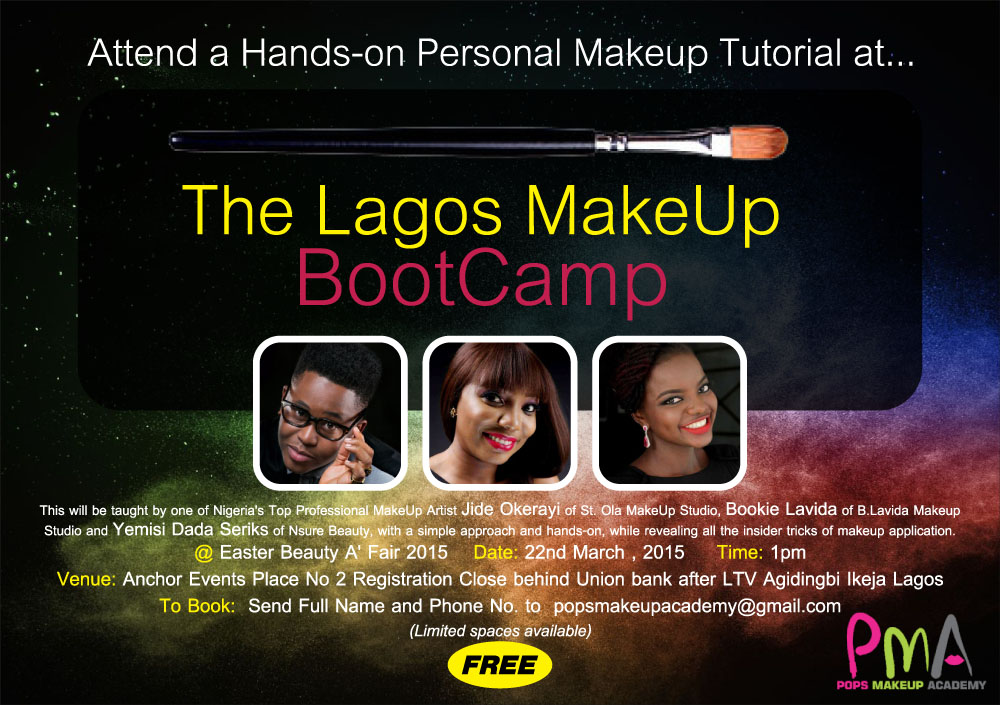 Attend a Hands-on Personal Makeup Tutorial at...
The Lagos MakeUp
BootCamp
This will be taught by one of Nigeria's Top Professional MakeUp Artist Jide Okerayi of St. Ola MakeUp Studio, Bookie Lavida of B.Lavida Makeup
Studio and Yemisi Dada Seriks of Nsure Beauty, with a simple approach and hands-on, while revealing all the insider tricks of makeup application.
@ Easter Beauty A' Fair 2015 Date: 22nd March , 2015 Time: 1pm
Venue: Anchor Events Place No 2 Registration Close behind Union bank after LTV Agidingbi Ikeja Lagos
To Book: Send Full Name and Phone No. to popsmakeupacademy@gmail.com
(Limited spaces available)
FREE
PMA
POPS MAKEUP ACADEMY